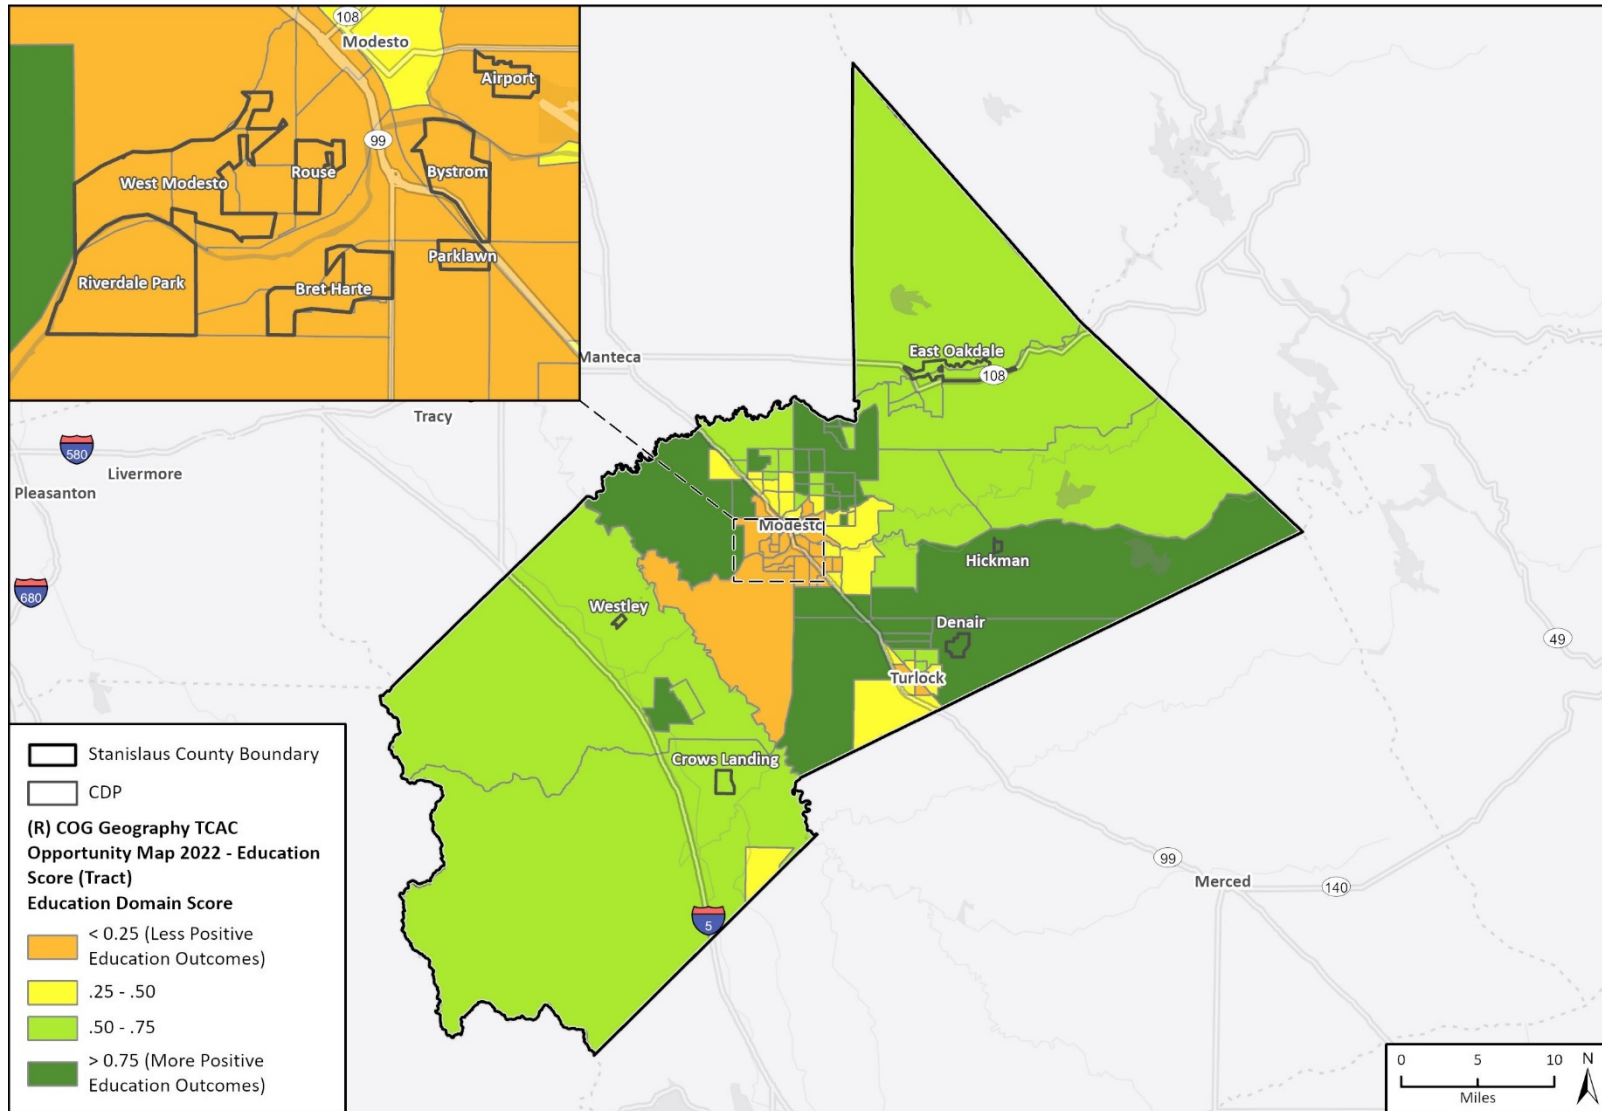 108
Modesto
Airport
99
West Modesto
Rouse
Bystrom
Riverdale Park
Bret Harte
Parklawn
Manteca
Tracy
580
Livermore
Pleasanton
680
East Oakdale
108
Modestc
Hickman
Westley
Denair
Turlock
49
Crows Landing
99
Merced
140
5
Stanislaus County Boundary
CDP
(R) COG Geography TCAC
Opportunity Map 2022 - Education
Score (Tract)
Education Domain Score
< 0.25 (Less Positive
Education Outcomes)
.25 - .50
.50 - .75
> 0.75 (More Positive
Education Outcomes)
0 5 10
Miles
N